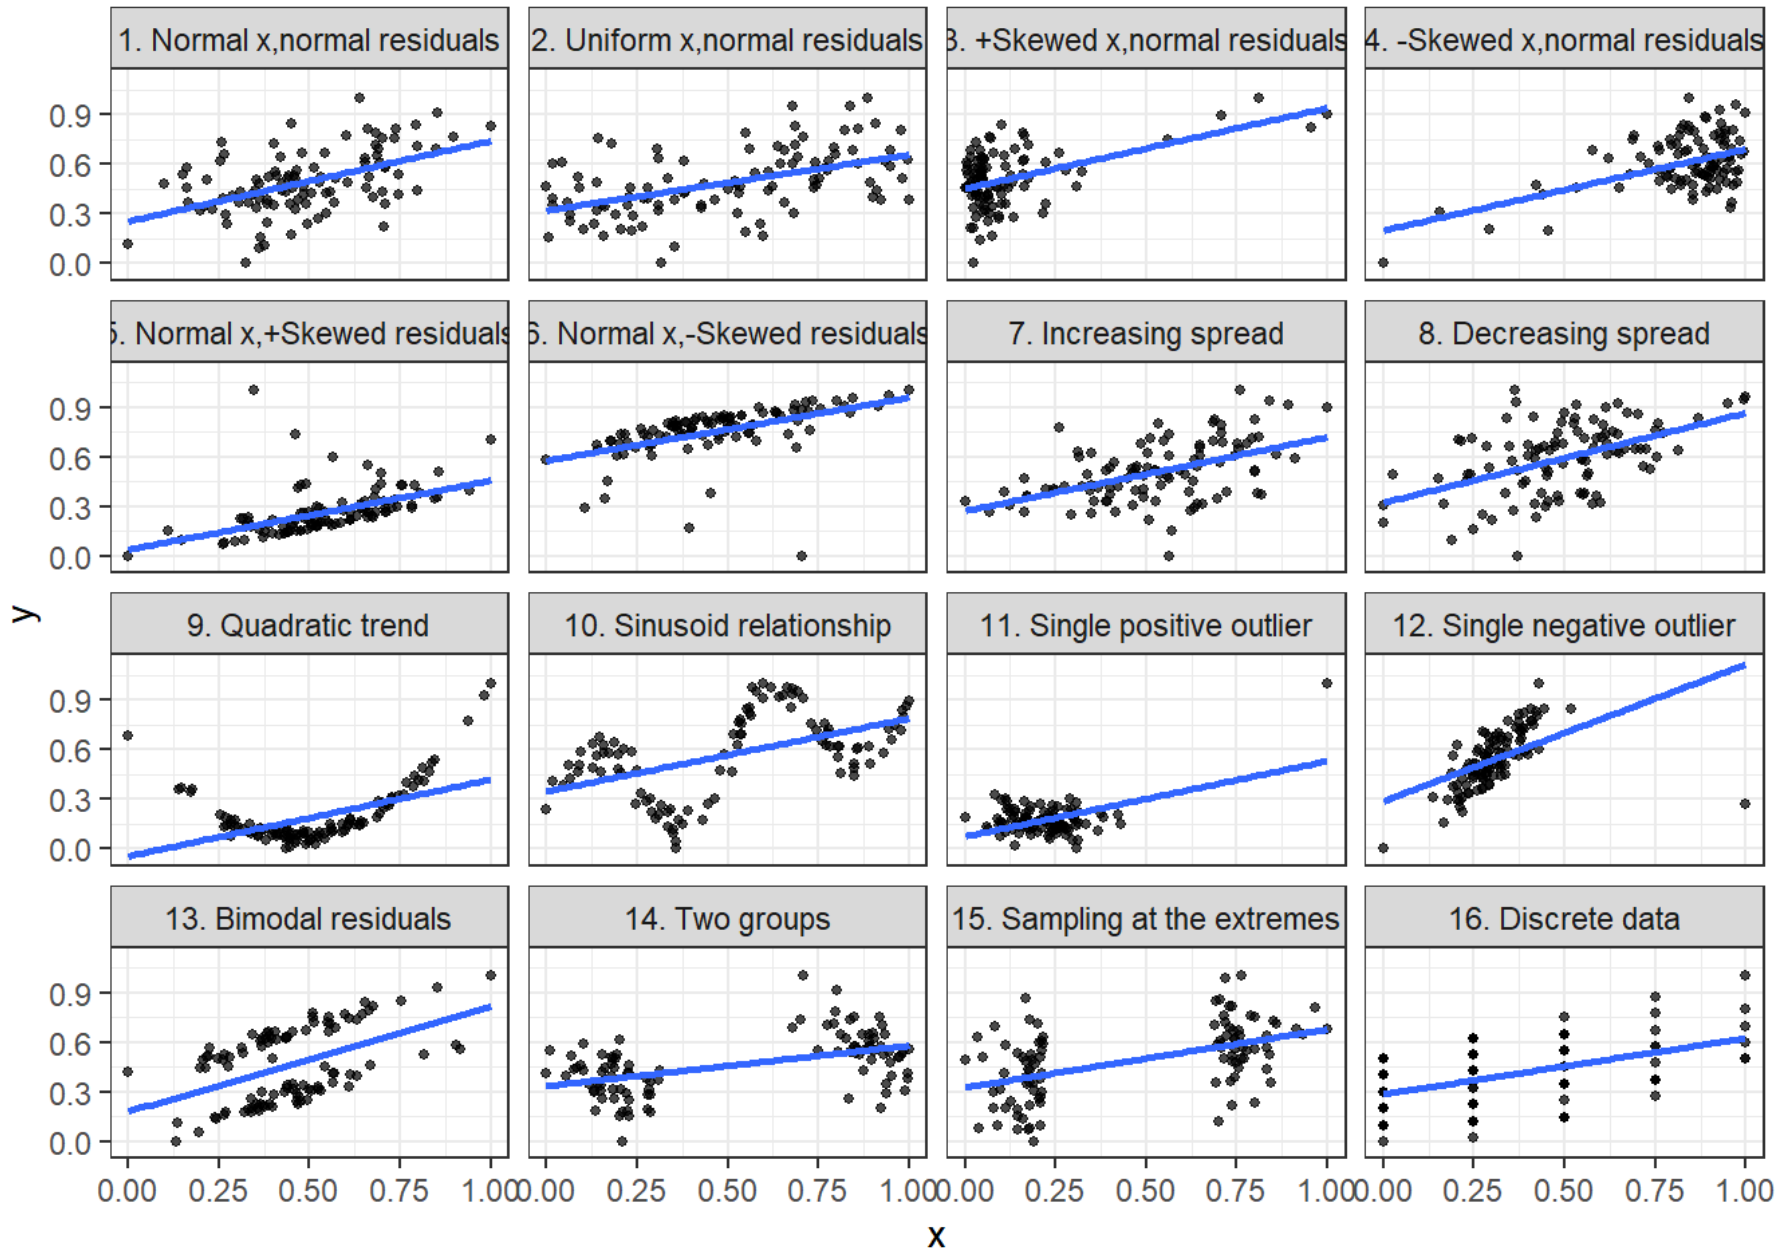 1. Normal x,normal residuals
2. Uniform x,normal residuals
3. +Skewed x,normal residuals
4. -Skewed x,normal residuals
0.9
0.6
0.3
0.0
5. Normal x,+Skewed residuals
6. Normal x,-Skewed residuals
7. Increasing spread
8. Decreasing spread
0.9
0.6
0.3
0.0
y
9. Quadratic trend
10. Sinusoid relationship
11. Single positive outlier
12. Single negative outlier
0.9
0.6
0.3
0.0
13. Bimodal residuals
14. Two groups
15. Sampling at the extremes
16. Discrete data
0.9
0.6
0.3
0.0
0.00 0.25 0.50 0.75 1.00
0.00 0.25 0.50 0.75 1.00
0.00 0.25 0.50 0.75 1.00
0.00 0.25 0.50 0.75 1.00
x